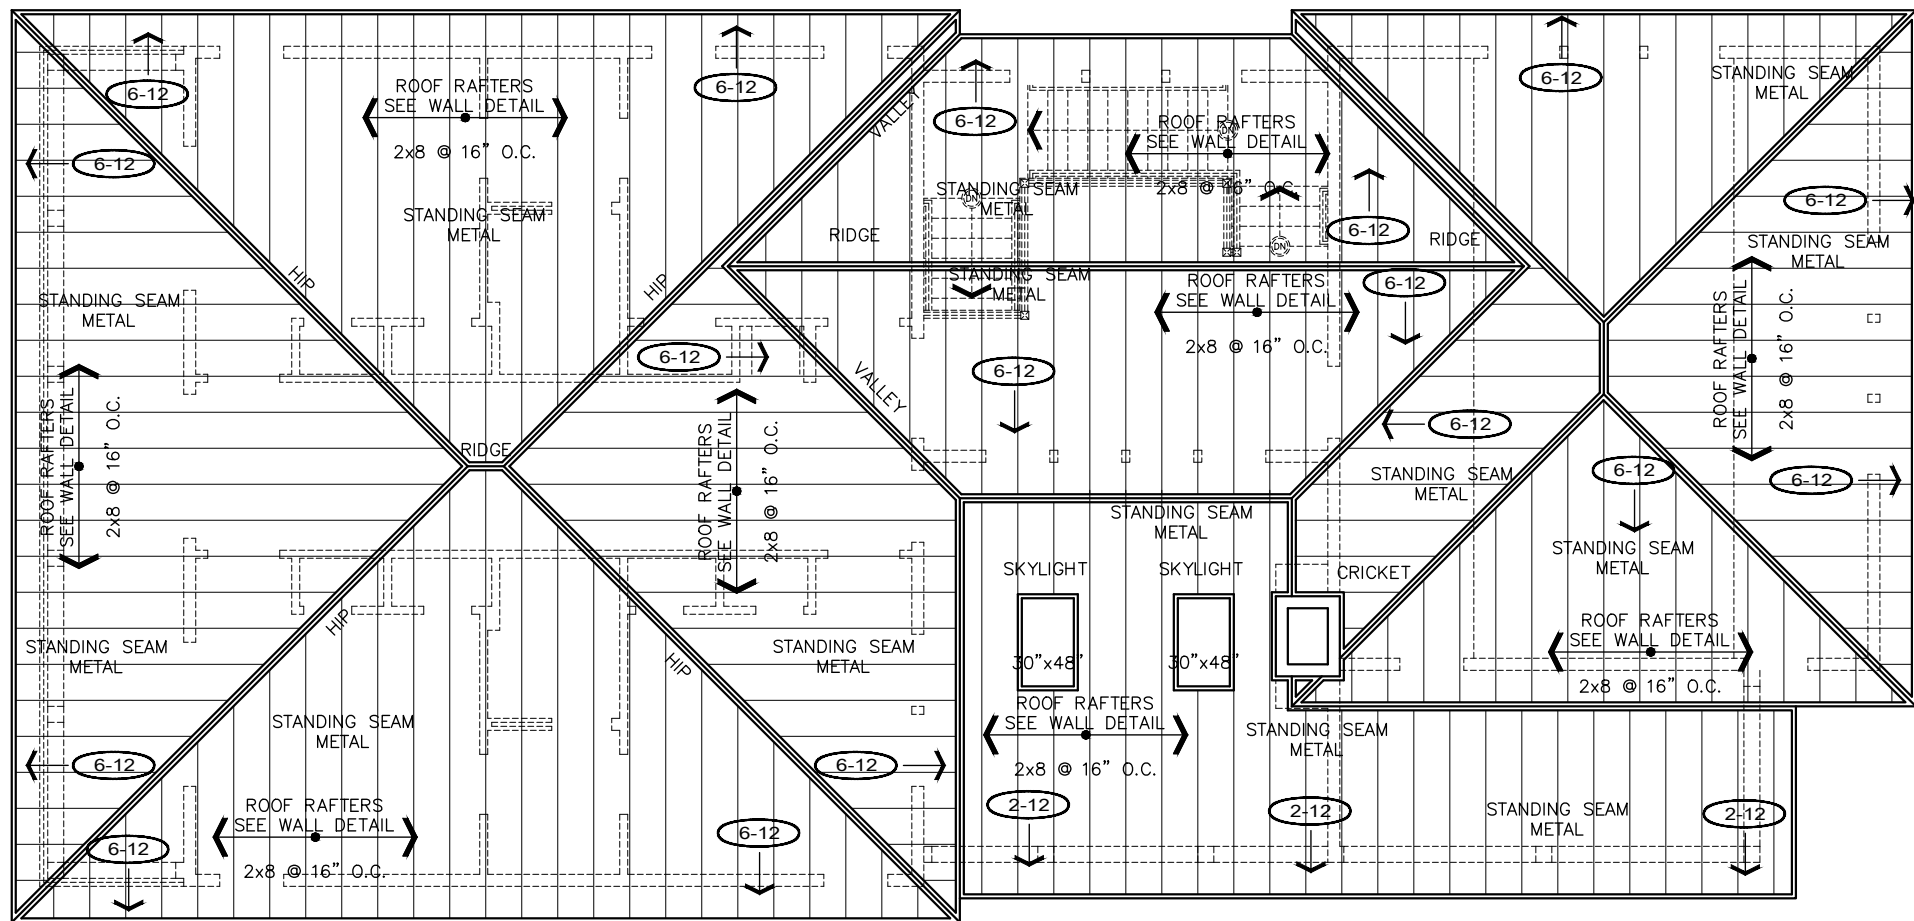 6-12
ROOF RAFTERS
SEE WALL DETAIL
2x8 @ 16" O.C.
6-12
STANDING SEAM
METAL
6-12
HIP
STANDING SEAM
METAL
HIP
RIDGE
ROOF RAFTERS
SEE WALL DETAIL
2x8 @ 16" O.C.
6-12
ROOF RAFTERS
SEE WALL DETAIL
2x8 @ 16" O.C.
HIP
HIP
STANDING SEAM
METAL
STANDING SEAM
METAL
STANDING SEAM
METAL
6-12
6-12
ROOF RAFTERS
SEE WALL DETAIL
2x8 @ 16" O.C.
6-12
6-12
VALLEY
6-12
ROOF RAFTERS
SEE WALL DETAIL
2x8 @ 16" O.C.
DN
STANDING SEAM
METAL
DN
RIDGE
DN
6-12
RIDGE
STANDING SEAM
METAL
ROOF RAFTERS
SEE WALL DETAIL
2x8 @ 16" O.C.
6-12
6-12
VALLEY
6-12
STANDING SEAM
METAL
6-12
STANDING SEAM
METAL
6-12
STANDING SEAM
METAL
ROOF RAFTERS
SEE WALL DETAIL
2x8 @ 16" O.C.
6-12
6-12
STANDING SEAM
METAL
STANDING SEAM
METAL
SKYLIGHT
SKYLIGHT
CRICKET
30"x48"
30"x48"
ROOF RAFTERS
SEE WALL DETAIL
2x8 @ 16" O.C.
ROOF RAFTERS
SEE WALL DETAIL
2x8 @ 16" O.C.
STANDING SEAM
METAL
2-12
2-12
STANDING SEAM
METAL
2-12